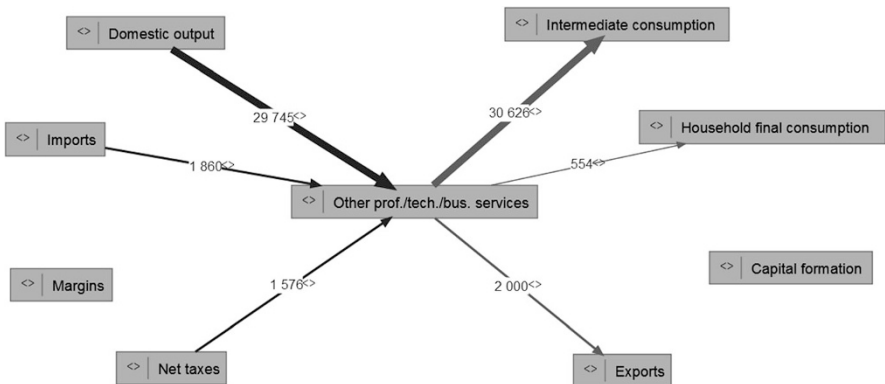 <> Domestic output
<> Intermediate consumption
29 745<>
30 626<>
<> Imports
<> Household final consumption
1 860<>
554<>
<> Other prof./tech./bus. services
<> Capital formation
<> Margins
1 576<>
2 000<>
<> Net taxes
<> Exports